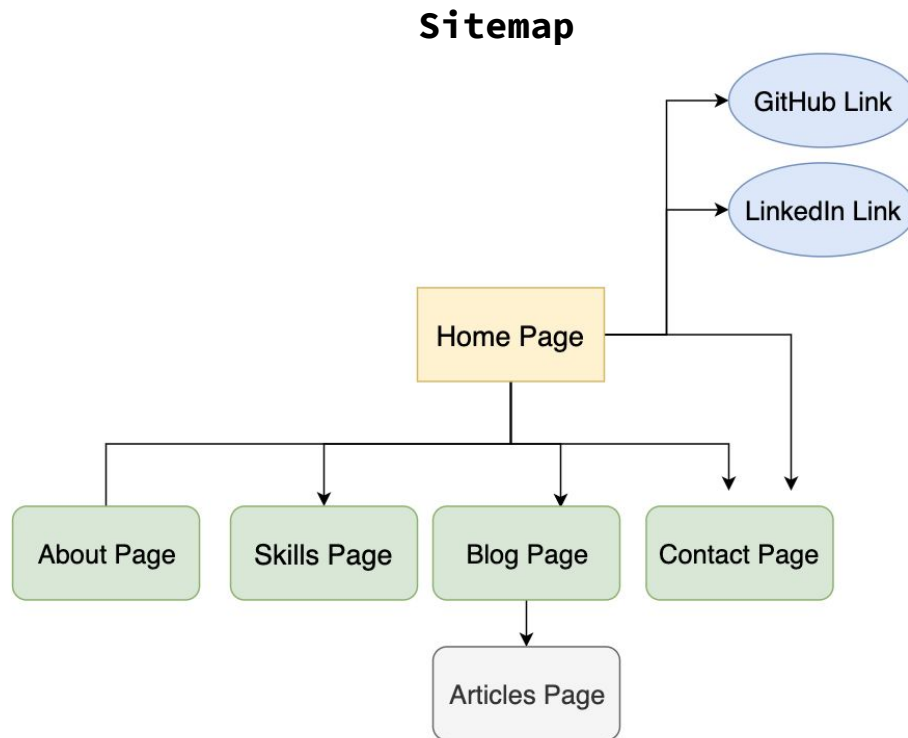 Sitemap
GitHub Link
LinkedIn Link
Home Page
About Page
Skills Page
Blog Page
Contact Page
Articles Page